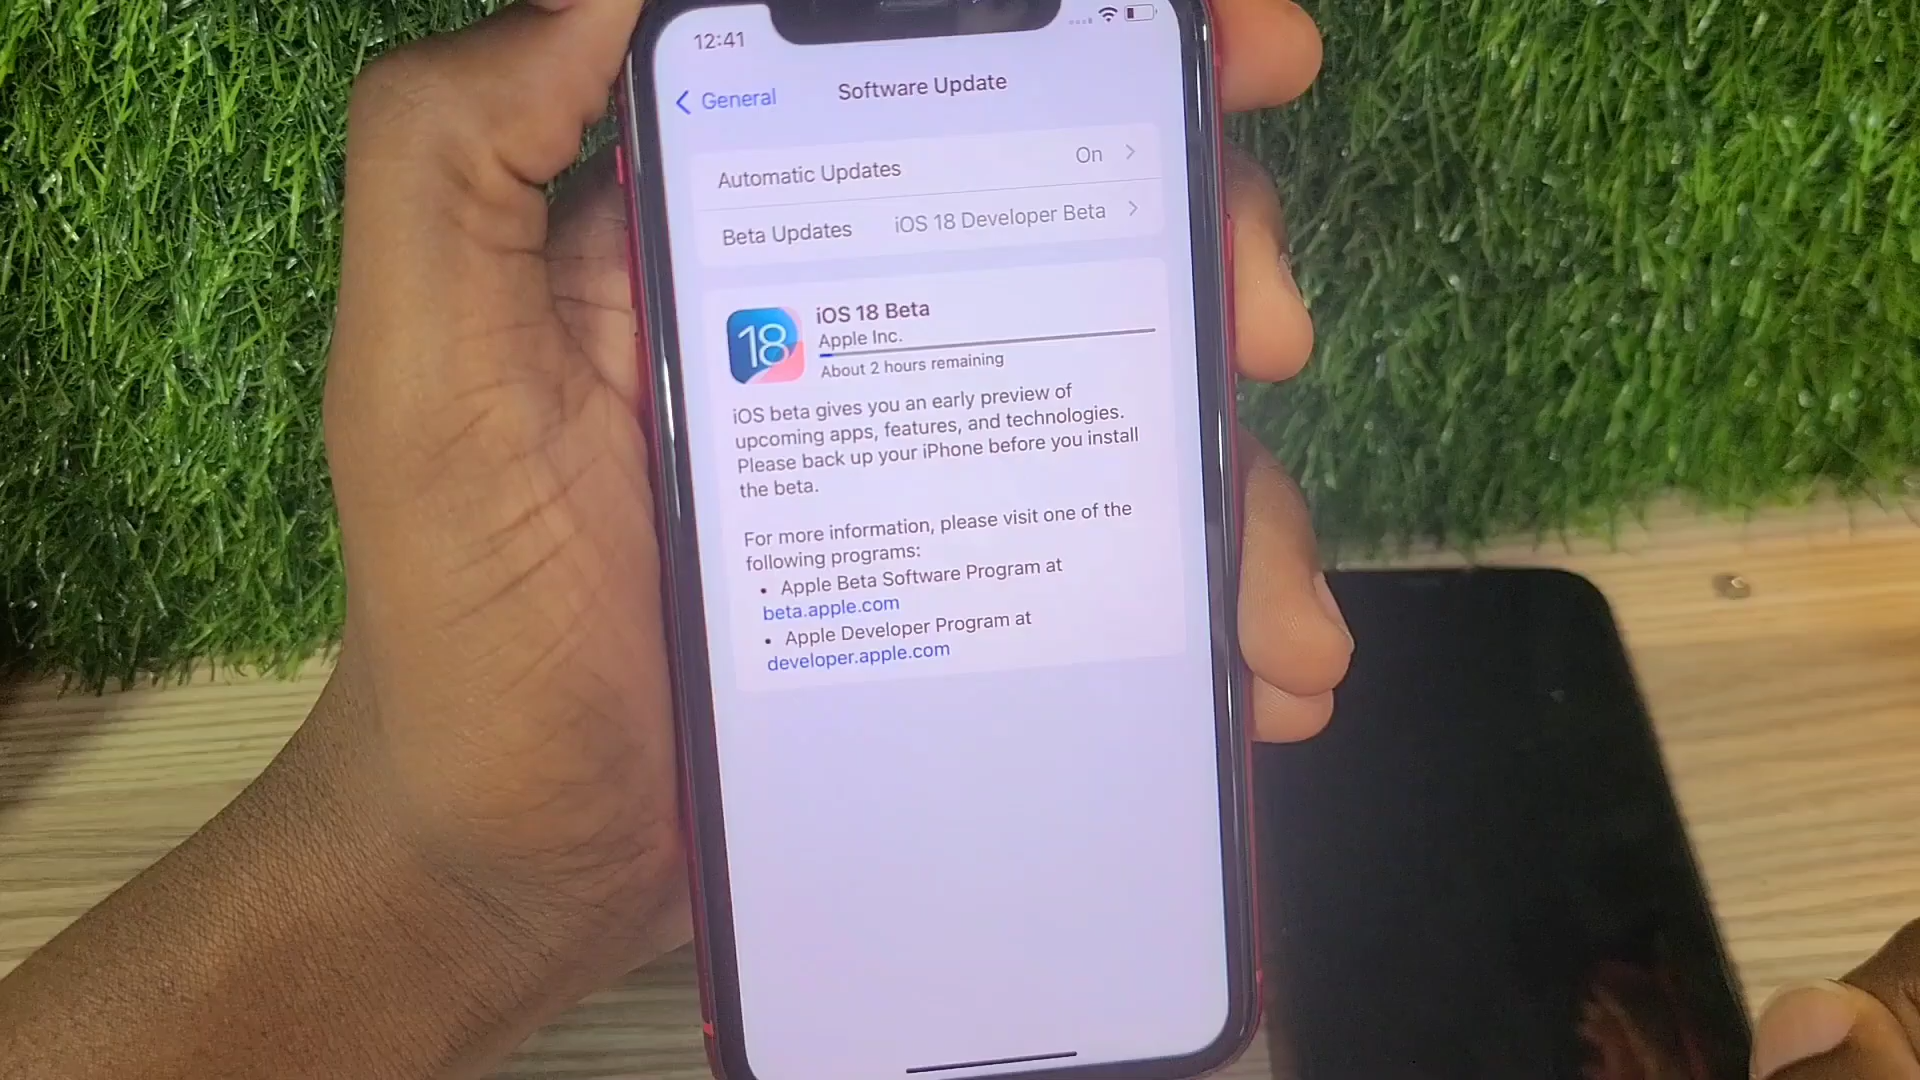 12:41
General
Software Update
Automatic Updates On
Beta Updates iOS 18 Developer Beta
18
iOS 18 Beta
Apple Inc.
About 2 hours remaining
iOS beta gives you an early preview of
upcoming apps, features, and technologies.
Please back up your iPhone before you install
the beta.
For more information, please visit one of the
following programs:
• Apple Beta Software Program at
beta.apple.com
• Apple Developer Program at
developer.apple.com